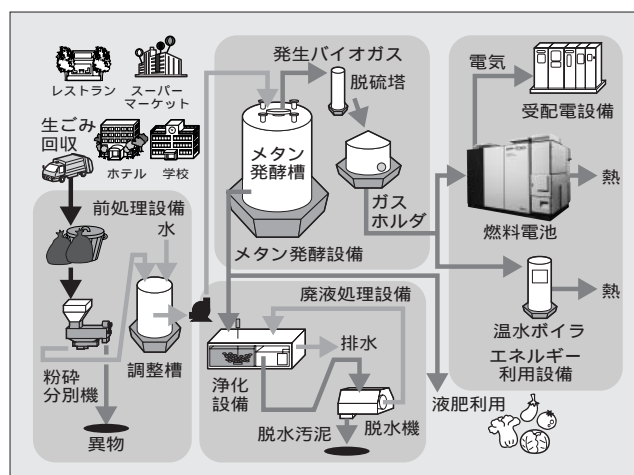 レストラン
スーパー
マーケット
生ごみ
回収
ホテル
学校
前処理設備
水
粉砕
分別機
調整槽
異物
発生バイオガス
脱硫塔
メタン
発酵槽
ガス
ホルダ
メタン発酵設備
廃液処理設備
排水
浄化
設備
脱水機
脱水汚泥
電気
受配電設備
熱
燃料電池
熱
温水ボイラ
エネルギー
利用設備
液肥利用